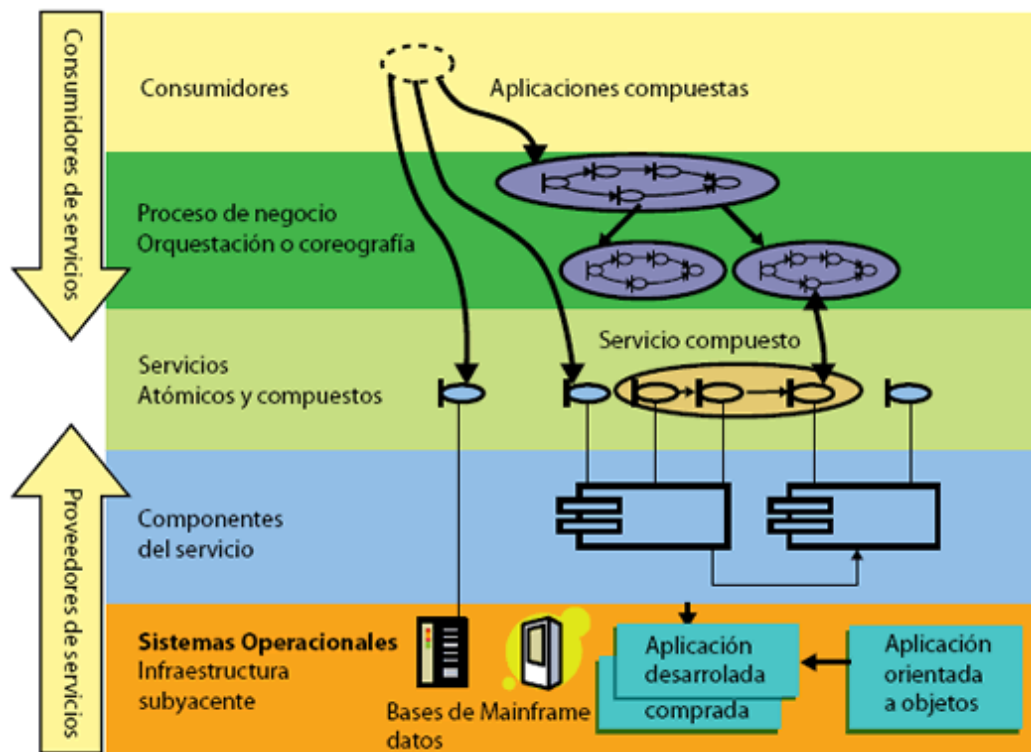 Consumidores de servicios
Consumidores
Aplicaciones compuestas
Proceso de negocio
Orquestación o coreografía
Servicio compuesto
Servicios
Atómicos y compuestos
Proveedores de servicios
Componentes
del servicio
Sistemas Operacionales
Infraestructura
subyacente
Bases de
datos
Mainframe
Aplicación
desarrolada
comprada
Aplicación
orientada
a objetos